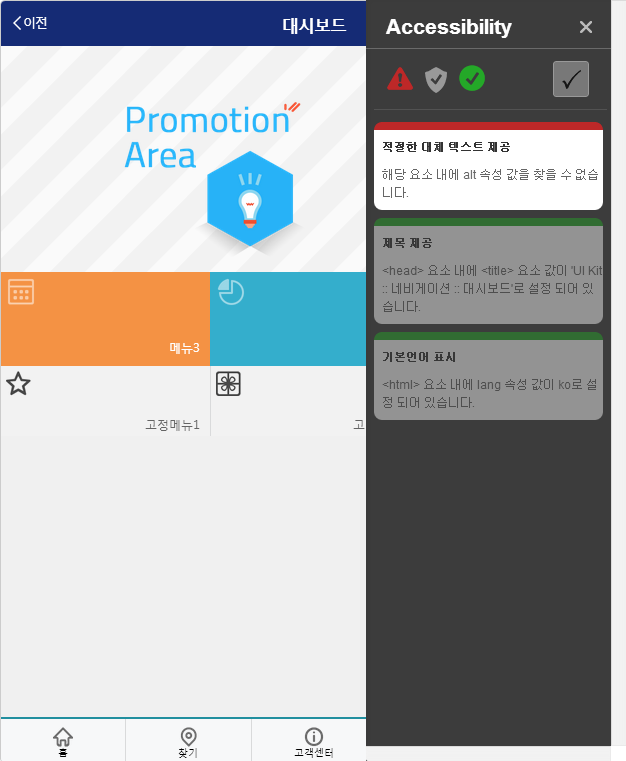 이전
대시보드
Promotion
Area
메뉴3
고정메뉴1
고
홈
찾기
고객센터
Accessibility
적절한 대체 텍스트 제공
해당 요소 내에 alt 속성 값을 찾을 수 없습
니다.
제목 제공
<head> 요소 내에 <title> 요소 값이 'UI Kit
:: 네비게이션 :: 대시보드'로 설정 되어 있
습니다.
기본언어 표시
<html> 요소 내에 lang 속성 값이 ko로 설
정 되어 있습니다.